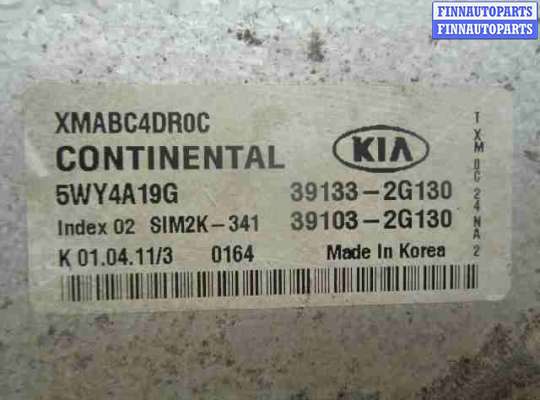 FINNAUTOPARTS
FINNAUTOPARTS
XMABC4DR0C
CONTINENTAL
KIA
5WY4A19G 39133-2G130
Index 02 SIM2K-341 39103-2G130
K 01.04.11/3 0164 Made In Korea
TXM 0C 24 NA 2